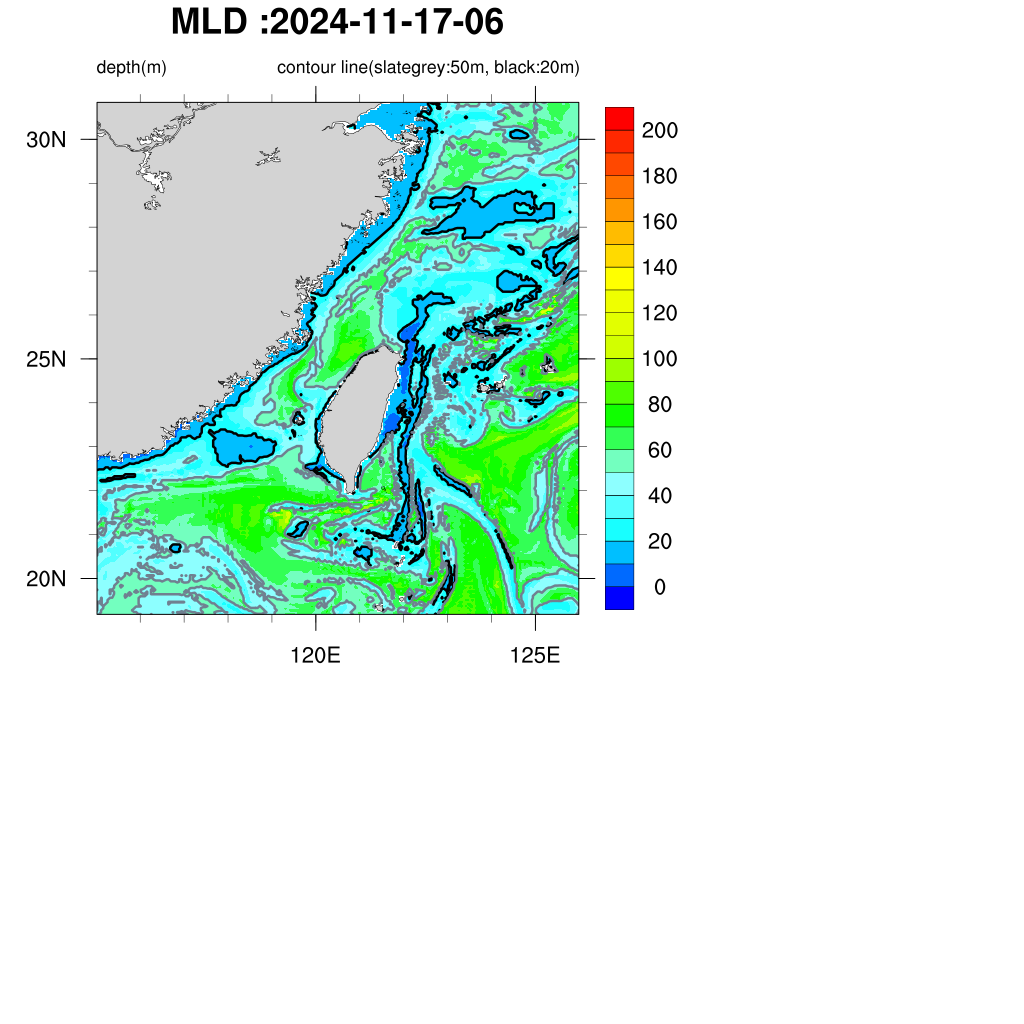 MLD :2024-11-17-06
depth(m)
contour line(slategrey:50m, black:20m)
30N
25N
20N
120E
125E
200
180
160
140
120
100
80
60
40
20
0